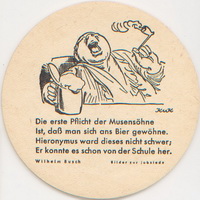 Die erste Pflicht der Musensöhne
Ist, daß man sich ans Bier gewöhne.
Hieronymus ward dieses nicht schwer;
Er konnte es schon von der Schule her.
Wilhelm Busch Bilder zur Jobsiade